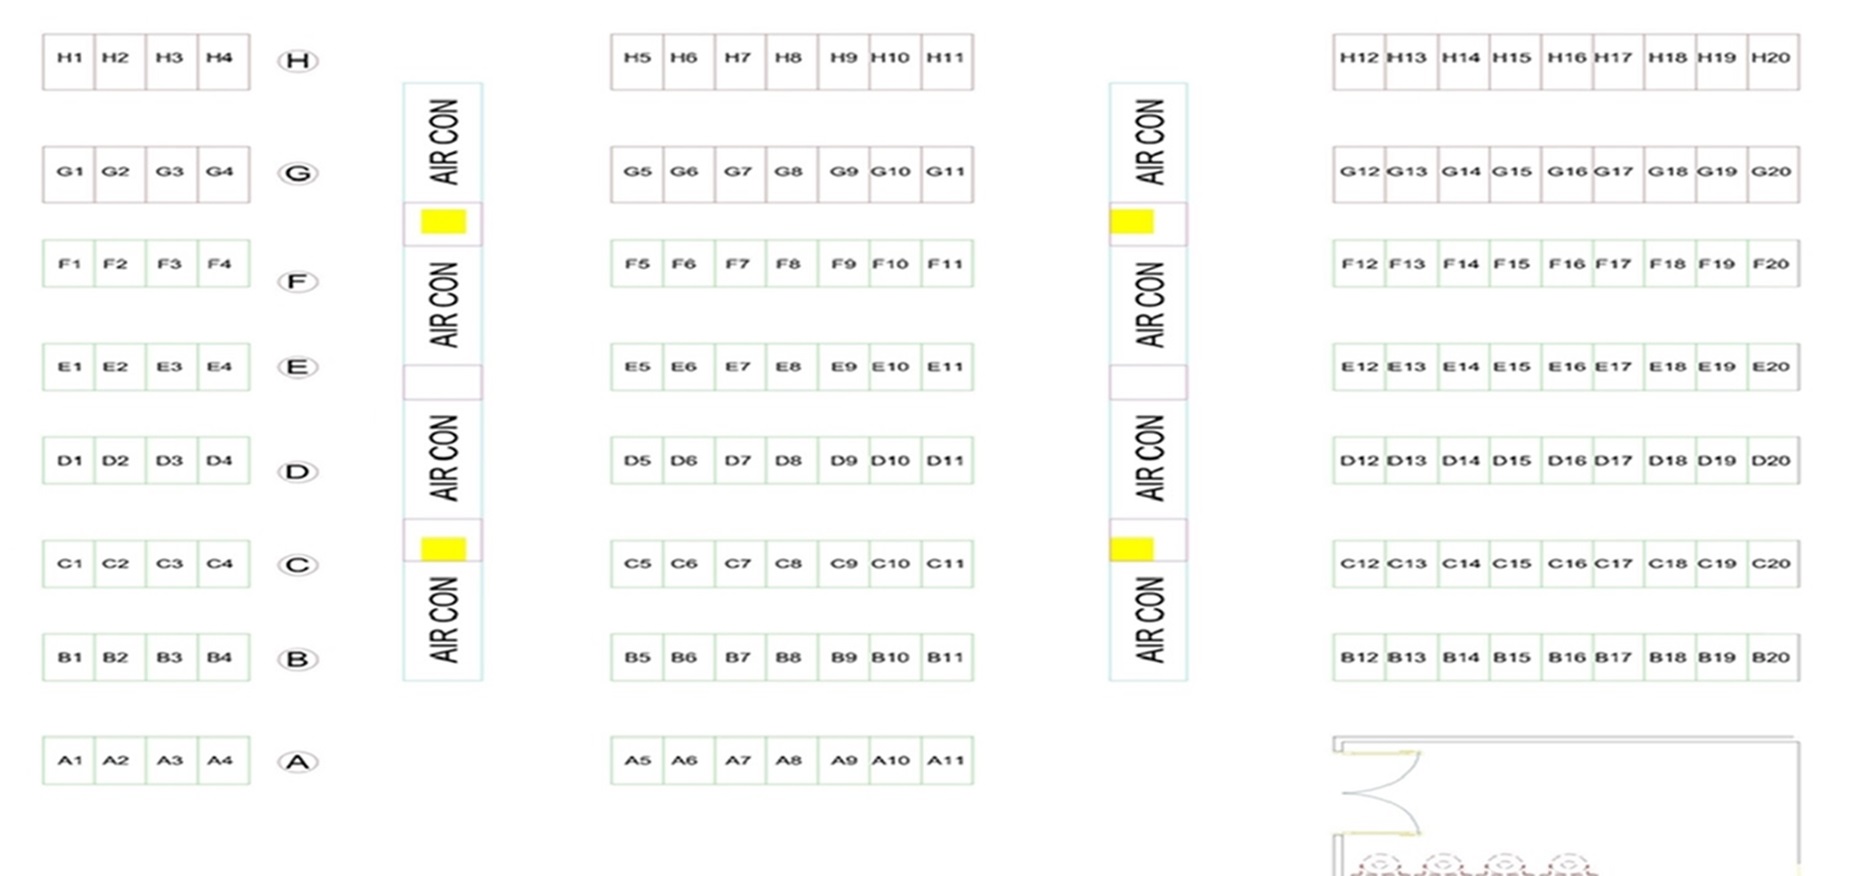 H1 H2 H3 H4 H H5 H6 H7 H8 H9 H10 H11 H12 H13 H14 H15 H16 H17 H18 H19 H20
AIR CON AIR CON
G1 G2 G3 G4 G G5 G6 G7 G8 G9 G10 G11 G12 G13 G14 G15 G16 G17 G18 G19 G20
F1 F2 F3 F4 F F5 F6 F7 F8 F9 F10 F11 F12 F13 F14 F15 F16 F17 F18 F19 F20
AIR CON AIR CON
E1 E2 E3 E4 E E5 E6 E7 E8 E9 E10 E11 E12 E13 E14 E15 E16 E17 E18 E19 E20
D1 D2 D3 D4 D D5 D6 D7 D8 D9 D10 D11 D12 D13 D14 D15 D16 D17 D18 D19 D20
AIR CON AIR CON
C1 C2 C3 C4 C C5 C6 C7 C8 C9 C10 C11 C12 C13 C14 C15 C16 C17 C18 C19 C20
AIR CON AIR CON
B1 B2 B3 B4 B B5 B6 B7 B8 B9 B10 B11 B12 B13 B14 B15 B16 B17 B18 B19 B20
A1 A2 A3 A4 A A5 A6 A7 A8 A9 A10 A11